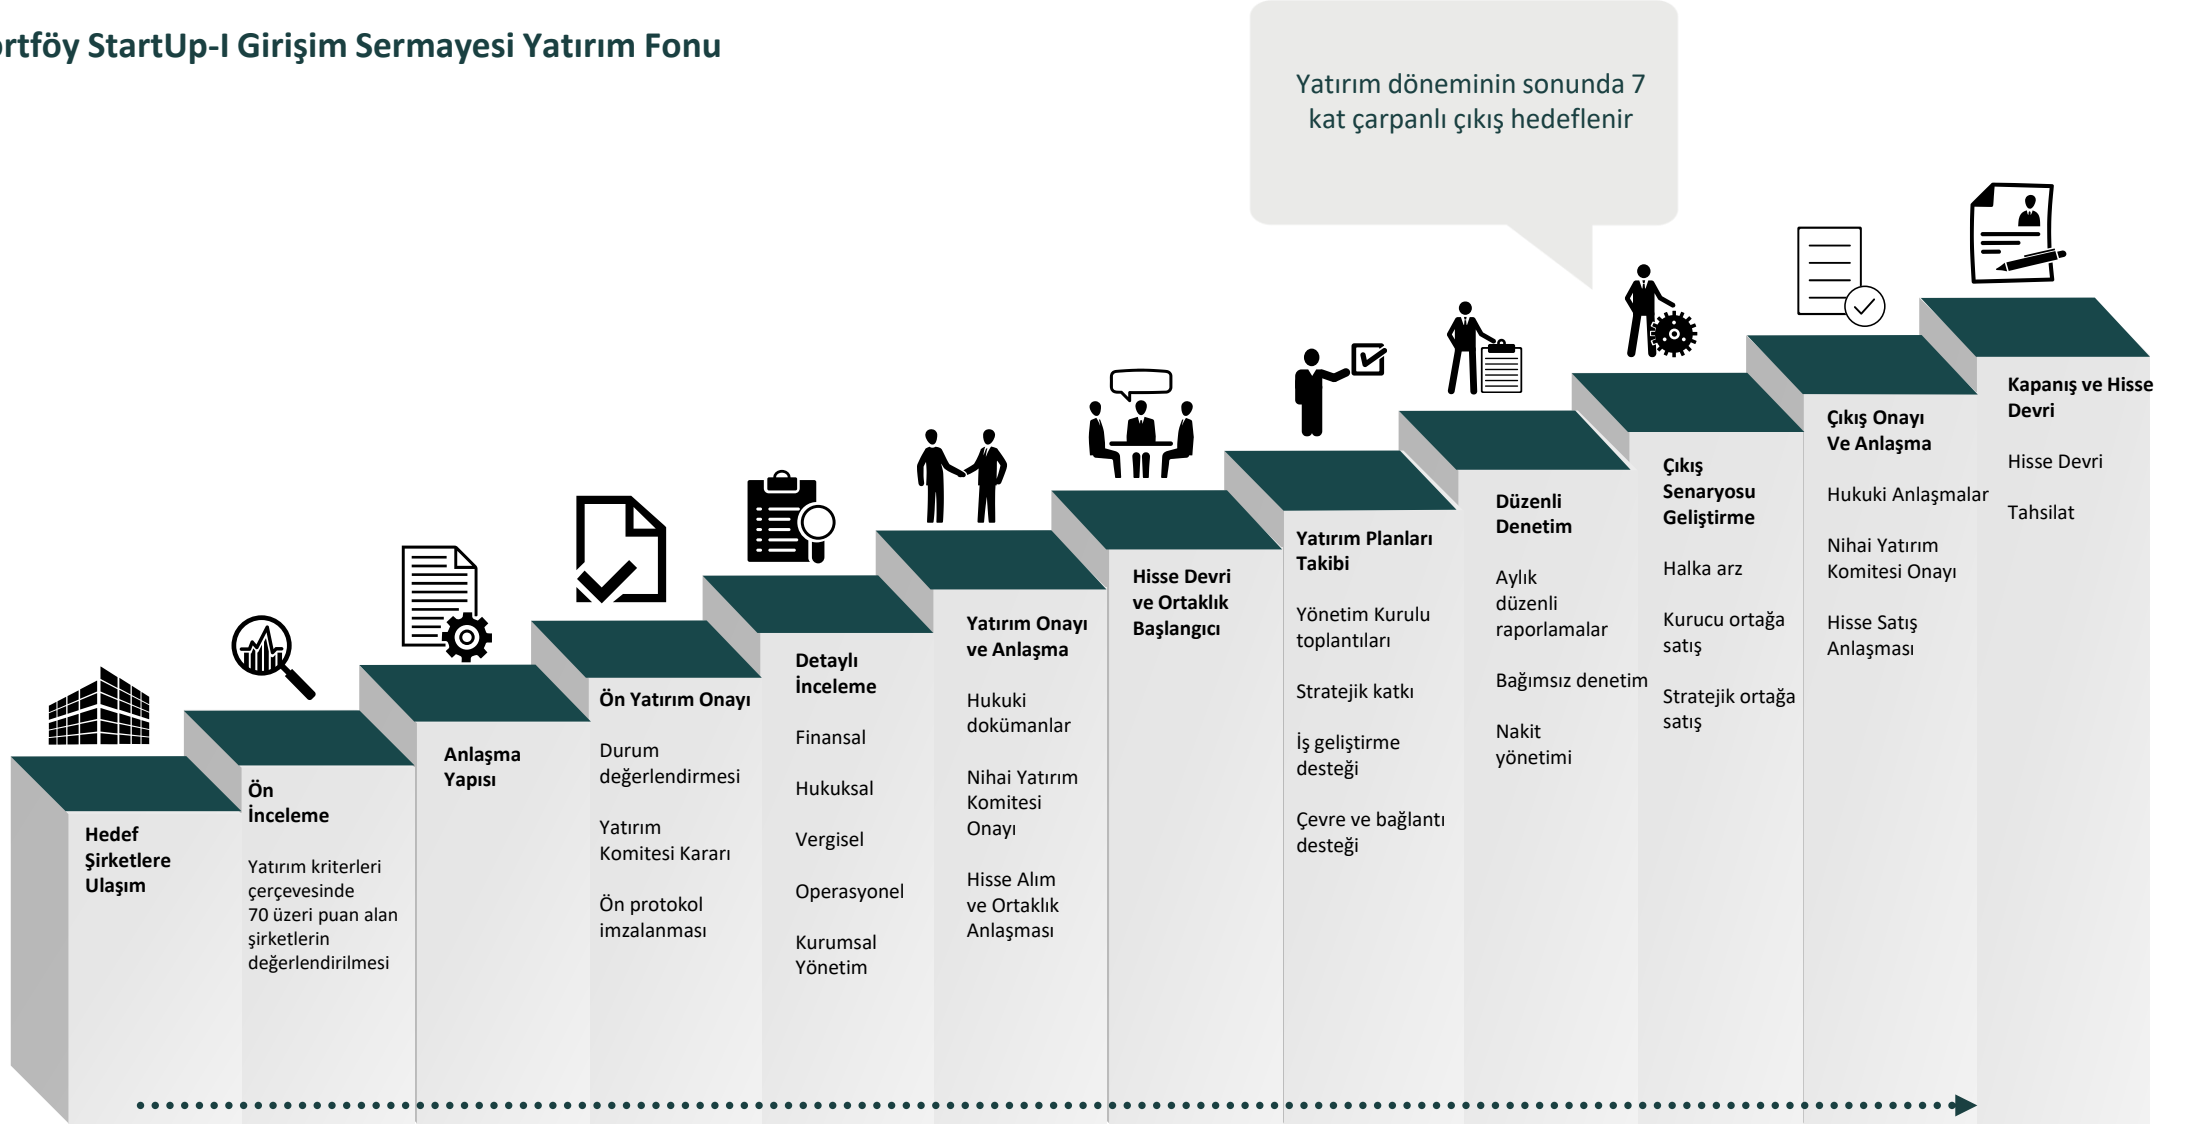 StartUp-I Girişim Sermayesi Yatırım Fonu
Yatırım döneminin sonunda 7
kat çarpanlı çıkış hedeflenir
Hedef
Şirketlere
Ulaşım
Ön
İnceleme
Yatırım kriterleri
çerçevesinde
70 üzeri puan alan
şirketlerin
değerlendirilmesi
Anlaşma
Yapısı
Ön Yatırım Onayı
Durum
değerlendirmesi
Yatırım
Komitesi Kararı
Ön protokol
imzalanması
Detaylı
İnceleme
Finansal
Hukuksal
Vergisel
Operasyonel
Kurumsal
Yönetim
Yatırım Onayı
ve Anlaşma
Hukuki
dokümanlar
Nihai Yatırım
Komitesi
Onayı
Hisse Alım
ve Ortaklık
Anlaşması
Hisse Devri
ve Ortaklık
Başlangıcı
Yatırım Planları
Takibi
Yönetim Kurulu
toplantıları
Stratejik katkı
İş geliştirme
desteği
Çevre ve bağlantı
desteği
Düzenli
Denetim
Aylık
düzenli
raporlamalar
Bağımsız denetim
Nakit
yönetimi
Çıkış
Senaryosu
Geliştirme
Halka arz
Kurucu ortağa
satış
Stratejik ortağa
satış
Çıkış Onayı
Ve Anlaşma
Hukuki Anlaşmalar
Nihai Yatırım
Komitesi Onayı
Hisse Satış
Anlaşması
Kapanış ve Hisse
Devri
Hisse Devri
Tahsilat